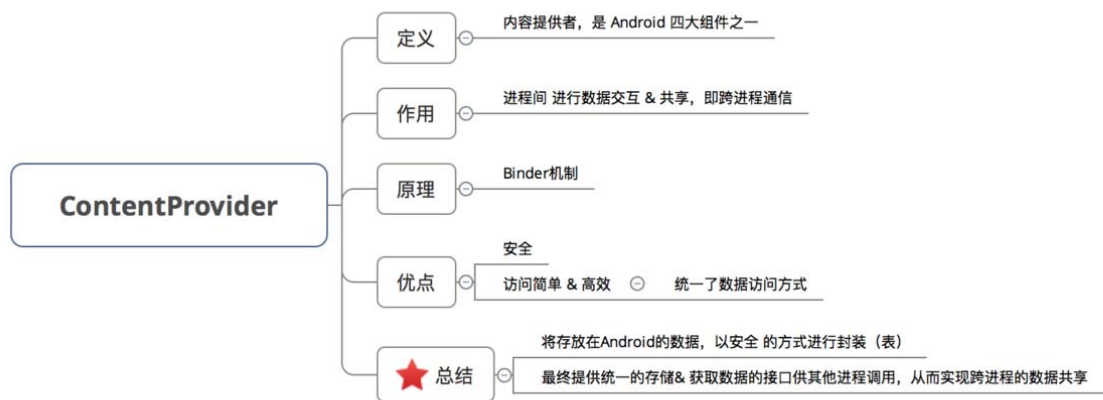 ContentProvider
定义
内容提供者，是 Android 四大组件之一
作用
进程间 进行数据交互 & 共享，即跨进程通信
原理
Binder机制
优点
安全
访问简单 & 高效
统一了数据访问方式
总结
将存放在Android的数据，以安全 的方式进行封装（表）
最终提供统一的存储& 获取数据的接口供其他进程调用，从而实现跨进程的数据共享